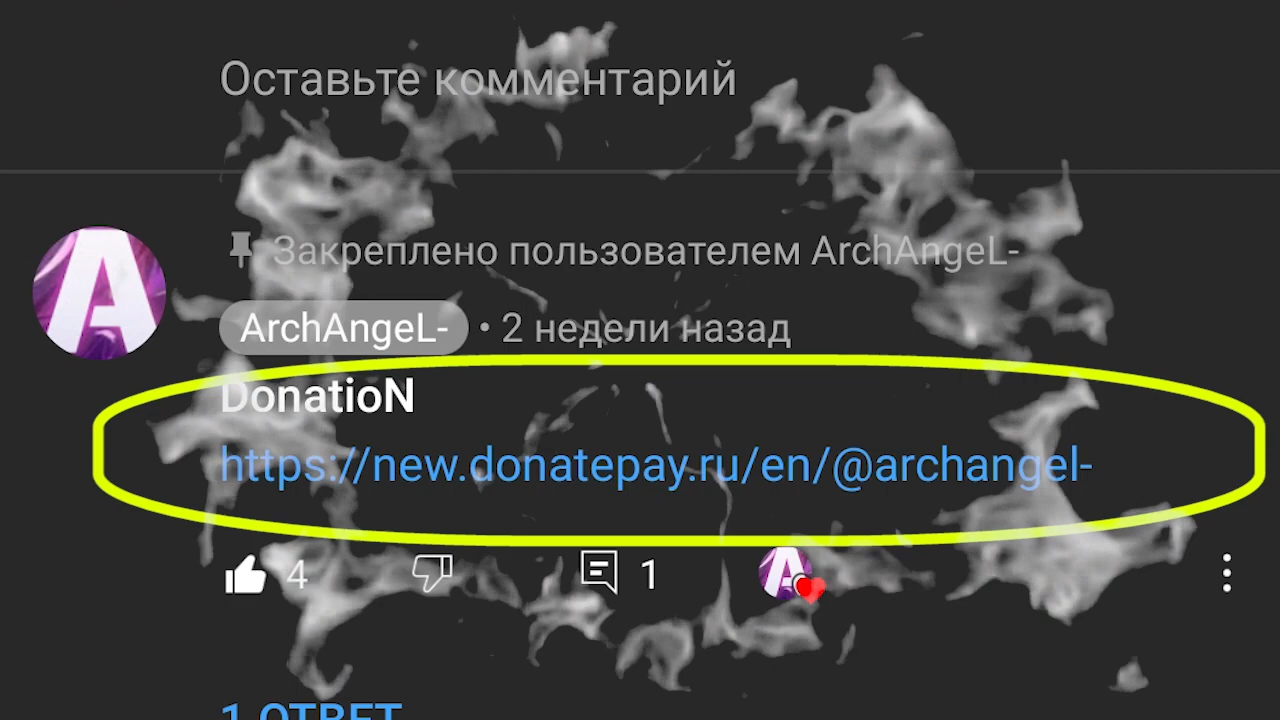 Оставьте комментарий
Закреплено пользователем ArchAngeL-
A
ArchAngeL- • 2 недели назад
DonatioN
https://new.donatepay.ru/en/@archangel-
4 1 A
1 ОТВЕТ